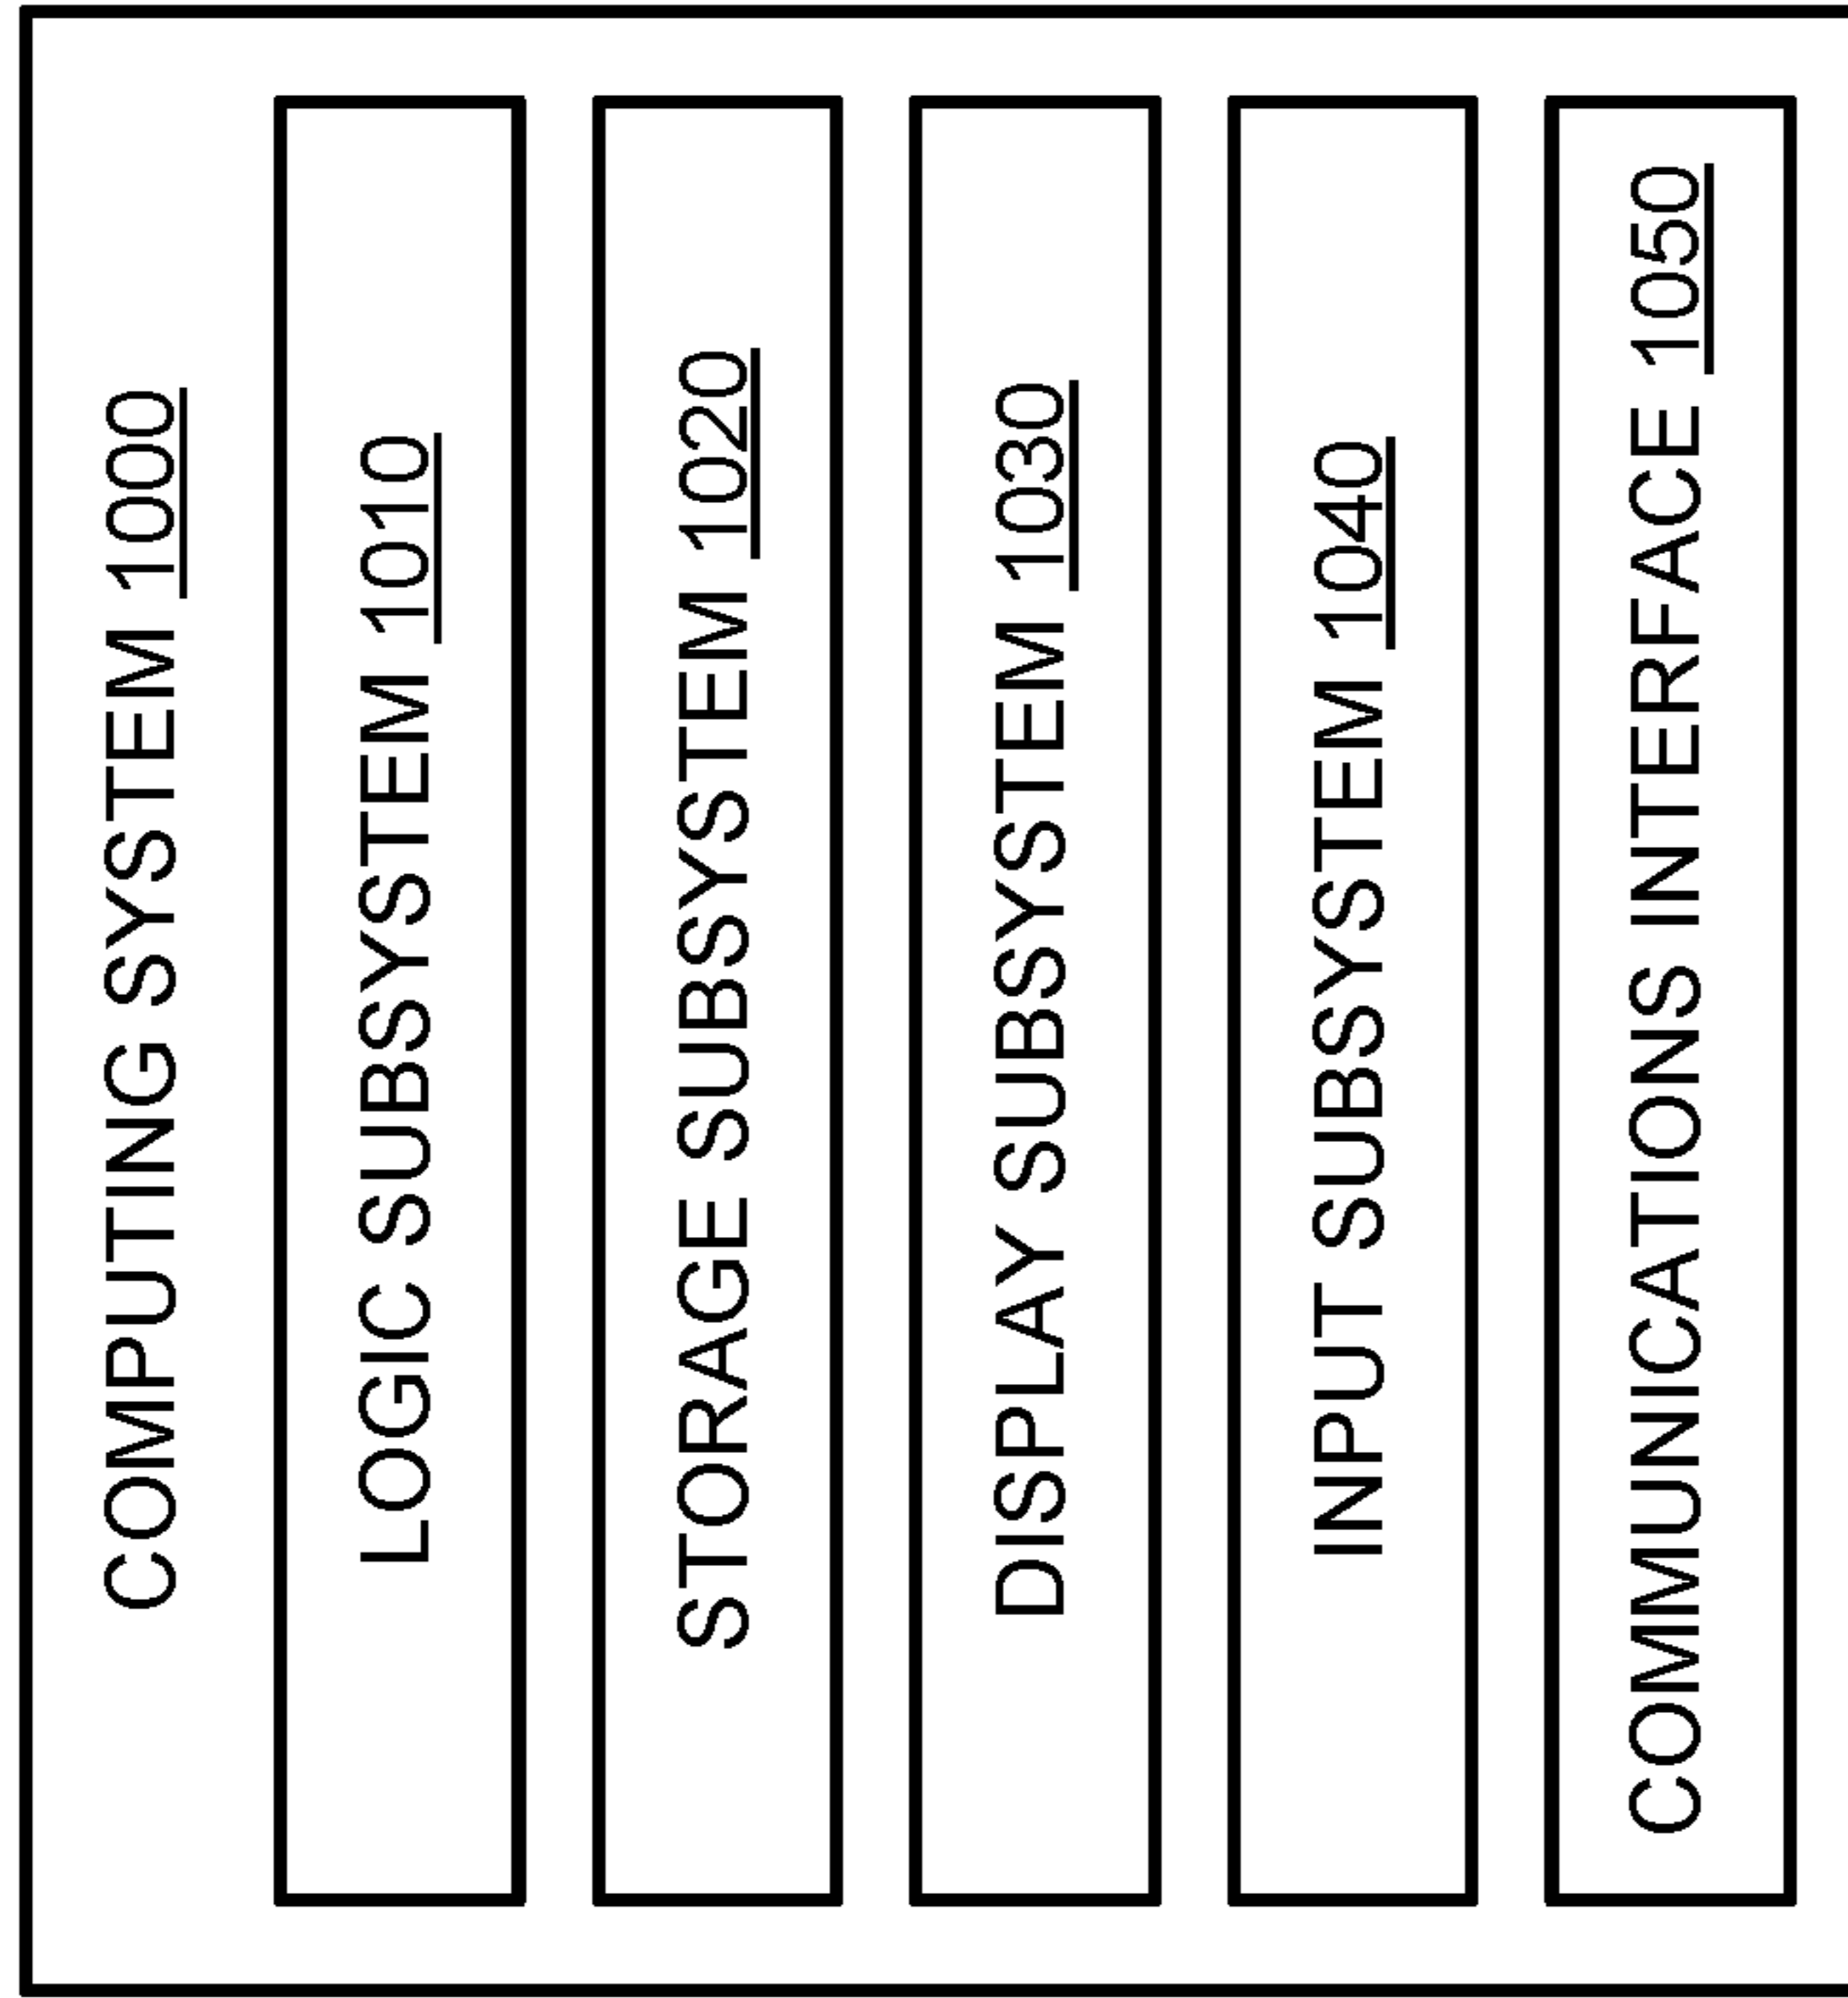 COMPUTING SYSTEM 1000
LOGIC SUBSYSTEM 1010
STORAGE SUBSYSTEM 1020
DISPLAY SUBSYSTEM 1030
INPUT SUBSYSTEM 1040
COMMUNICATIONS INTERFACE 1050